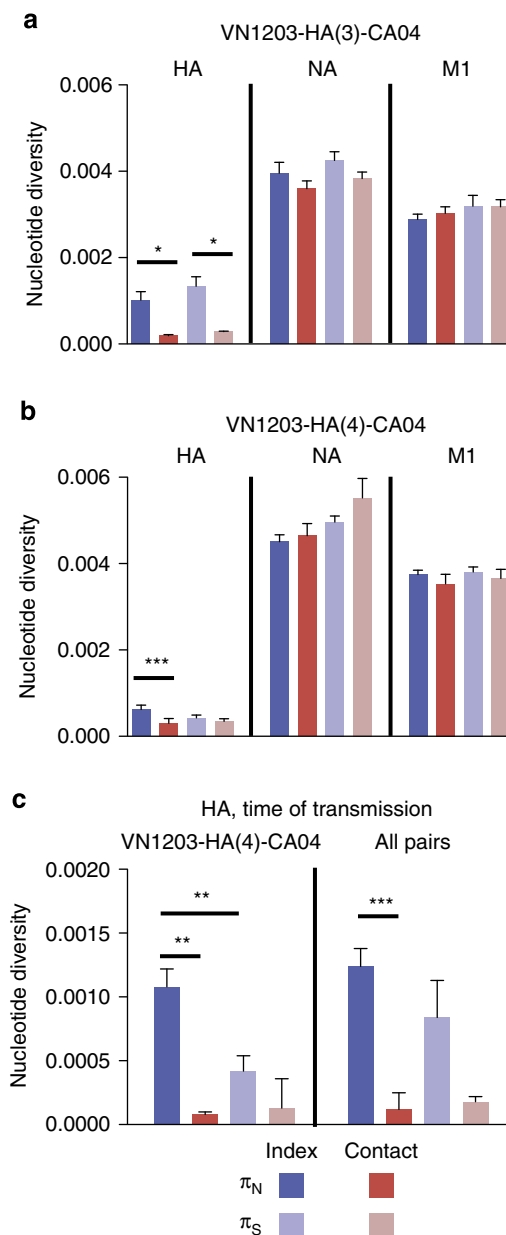 a
VN1203-HA(3)-CA04
HA NA M1
Nucleotide diversity
0.006
0.004
0.002
0.000
* *
b
VN1203-HA(4)-CA04
HA NA M1
Nucleotide diversity
0.006
0.004
0.002
0.000
***
c
HA, time of transmission
VN1203-HA(4)-CA04 All pairs
Nucleotide diversity
0.0020
0.0015
0.0010
0.0005
0.0000
**
**
***
Index Contact
πN
πS